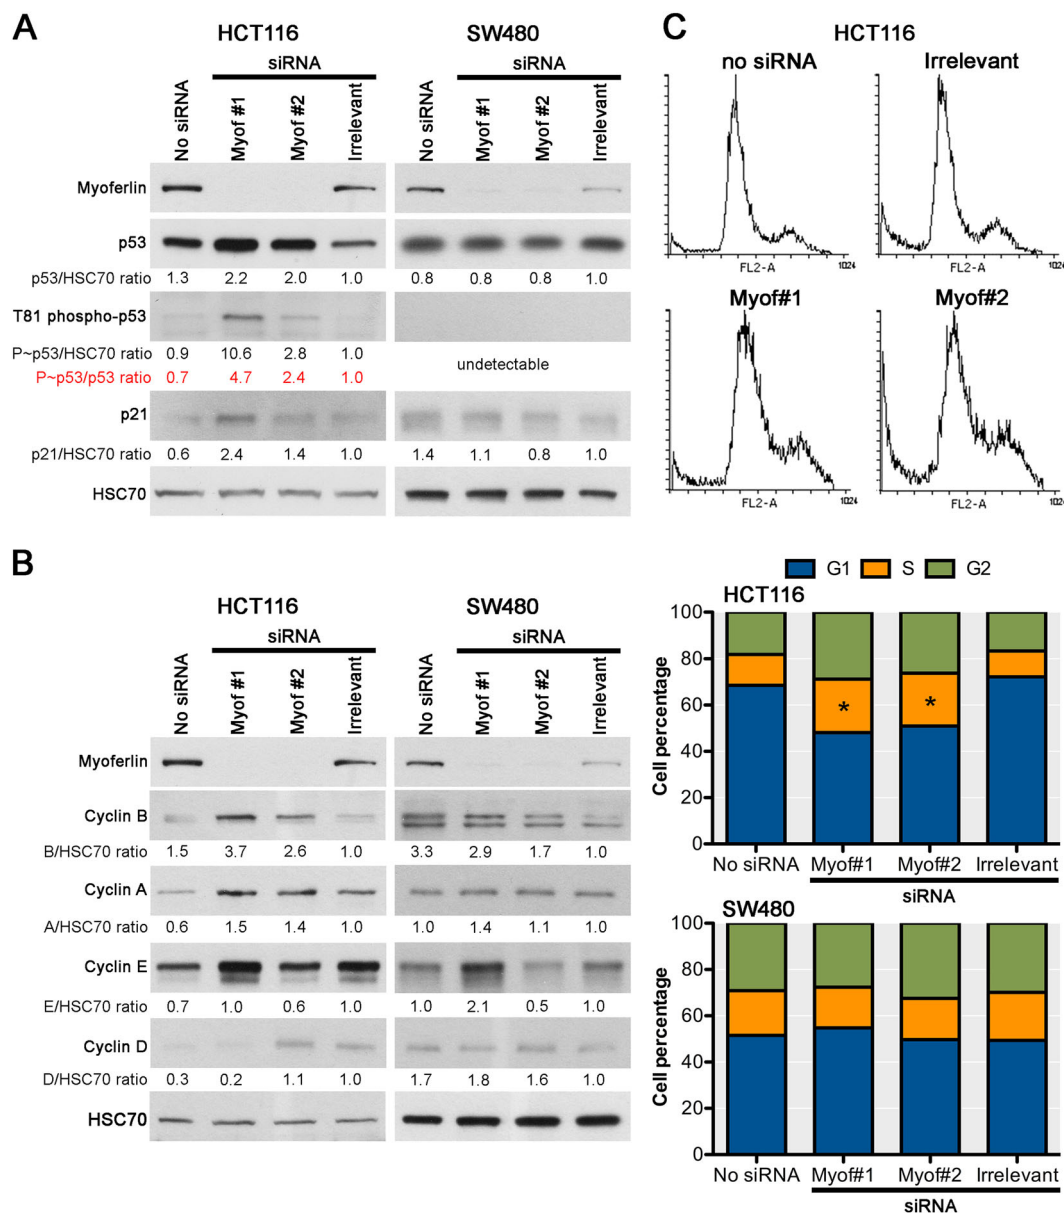 A
HCT116
SW480
siRNA
siRNA
No siRNA
Myof #1
Myof #2
Irrelevant
No siRNA
Myof #1
Myof #2
Irrelevant
Myoferlin
p53
p53/HSC70 ratio 1.3 2.2 2.0 1.0 0.8 0.8 0.8 1.0
T81 phospho-p53
P~p53/HSC70 ratio 0.9 10.6 2.8 1.0
undetectable
P~p53/p53 ratio 0.7 4.7 2.4 1.0
p21
p21/HSC70 ratio 0.6 2.4 1.4 1.0 1.4 1.1 0.8 1.0
HSC70
B
HCT116
SW480
siRNA
siRNA
No siRNA
Myof #1
Myof #2
Irrelevant
No siRNA
Myof #1
Myof #2
Irrelevant
Myoferlin
Cyclin B
B/HSC70 ratio 1.5 3.7 2.6 1.0 3.3 2.9 1.7 1.0
Cyclin A
A/HSC70 ratio 0.6 1.5 1.4 1.0 1.0 1.4 1.1 1.0
Cyclin E
E/HSC70 ratio 0.7 1.0 0.6 1.0 1.0 2.1 0.5 1.0
Cyclin D
D/HSC70 ratio 0.3 0.2 1.1 1.0 1.7 1.8 1.6 1.0
HSC70
C
HCT116
no siRNA
Irrelevant
FL2-A
1024
FL2-A
1024
Myof#1
Myof#2
FL2-A
1024
FL2-A
1024
G1 S G2
HCT116
Cell percentage
100
80
60
40
20
0
* *
No siRNA Myof#1 Myof#2 Irrelevant
siRNA
SW480
Cell percentage
100
80
60
40
20
0
No siRNA Myof#1 Myof#2 Irrelevant
siRNA